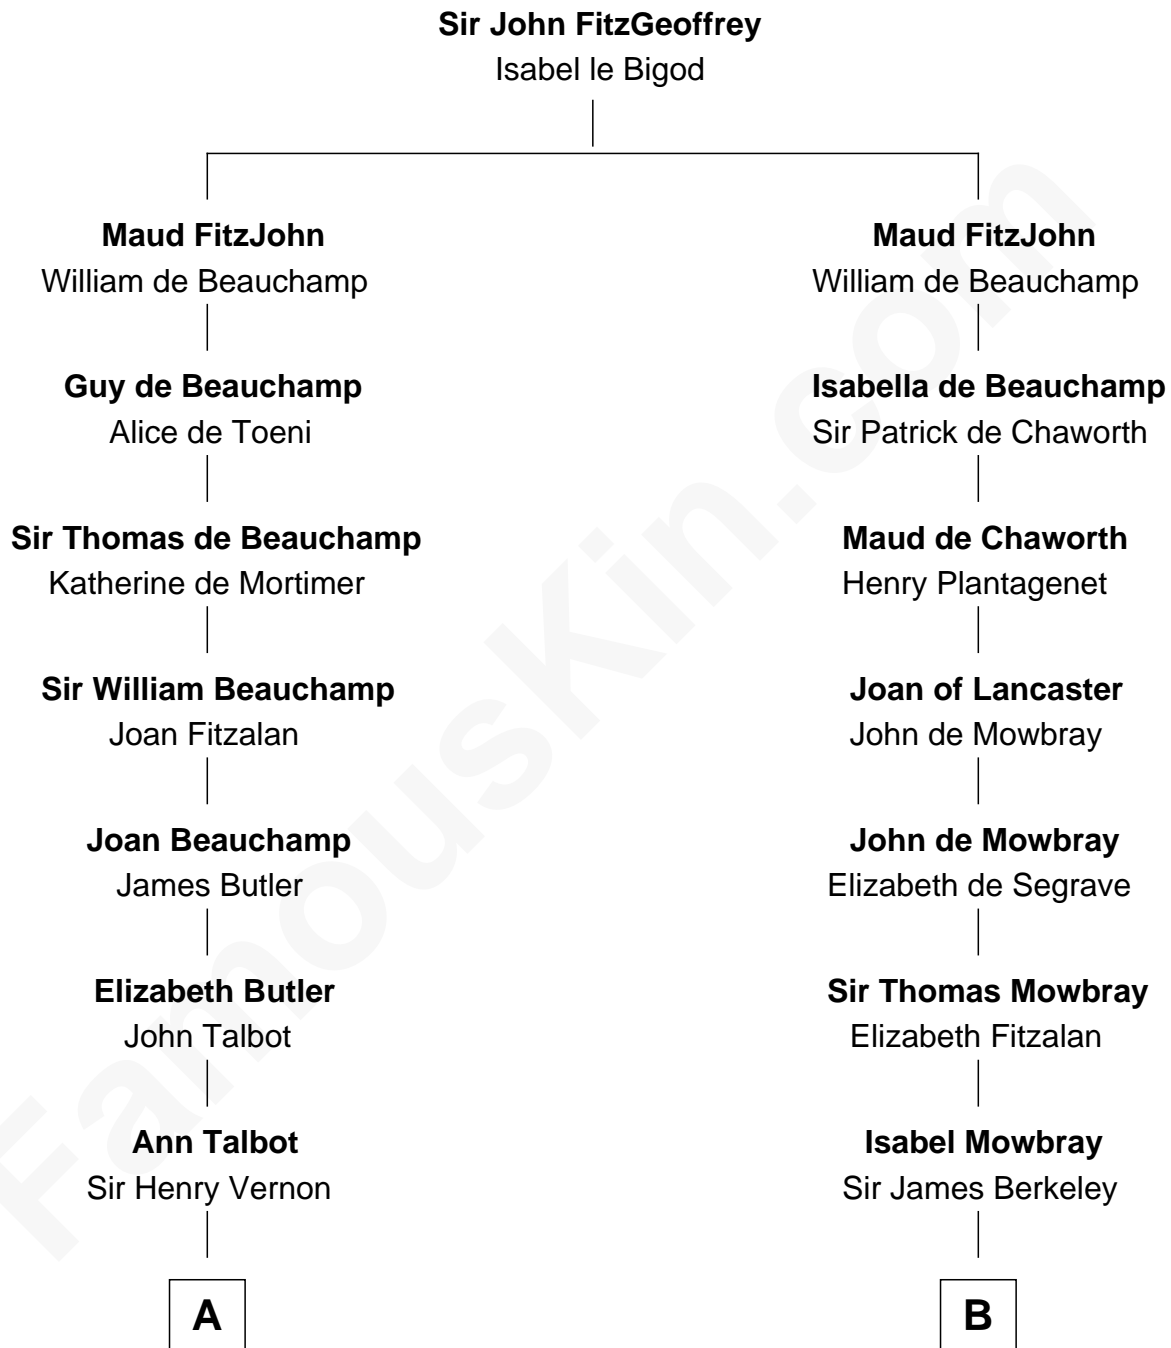 Sir John FitzGeoffrey
Isabel le Bigod
Maud FitzJohn
William de Beauchamp
Guy de Beauchamp
Alice de Toeni
Sir Thomas de Beauchamp
Katherine de Mortimer
Sir William Beauchamp
Joan Fitzalan
Joan Beauchamp
James Butler
Elizabeth Butler
John Talbot
Ann Talbot
Sir Henry Vernon
A
Maud FitzJohn
William de Beauchamp
Isabella de Beauchamp
Sir Patrick de Chaworth
Maud de Chaworth
Henry Plantagenet
Joan of Lancaster
John de Mowbray
John de Mowbray
Elizabeth de Segrave
Sir Thomas Mowbray
Elizabeth Fitzalan
Isabel Mowbray
Sir James Berkeley
B
FamousKin.com